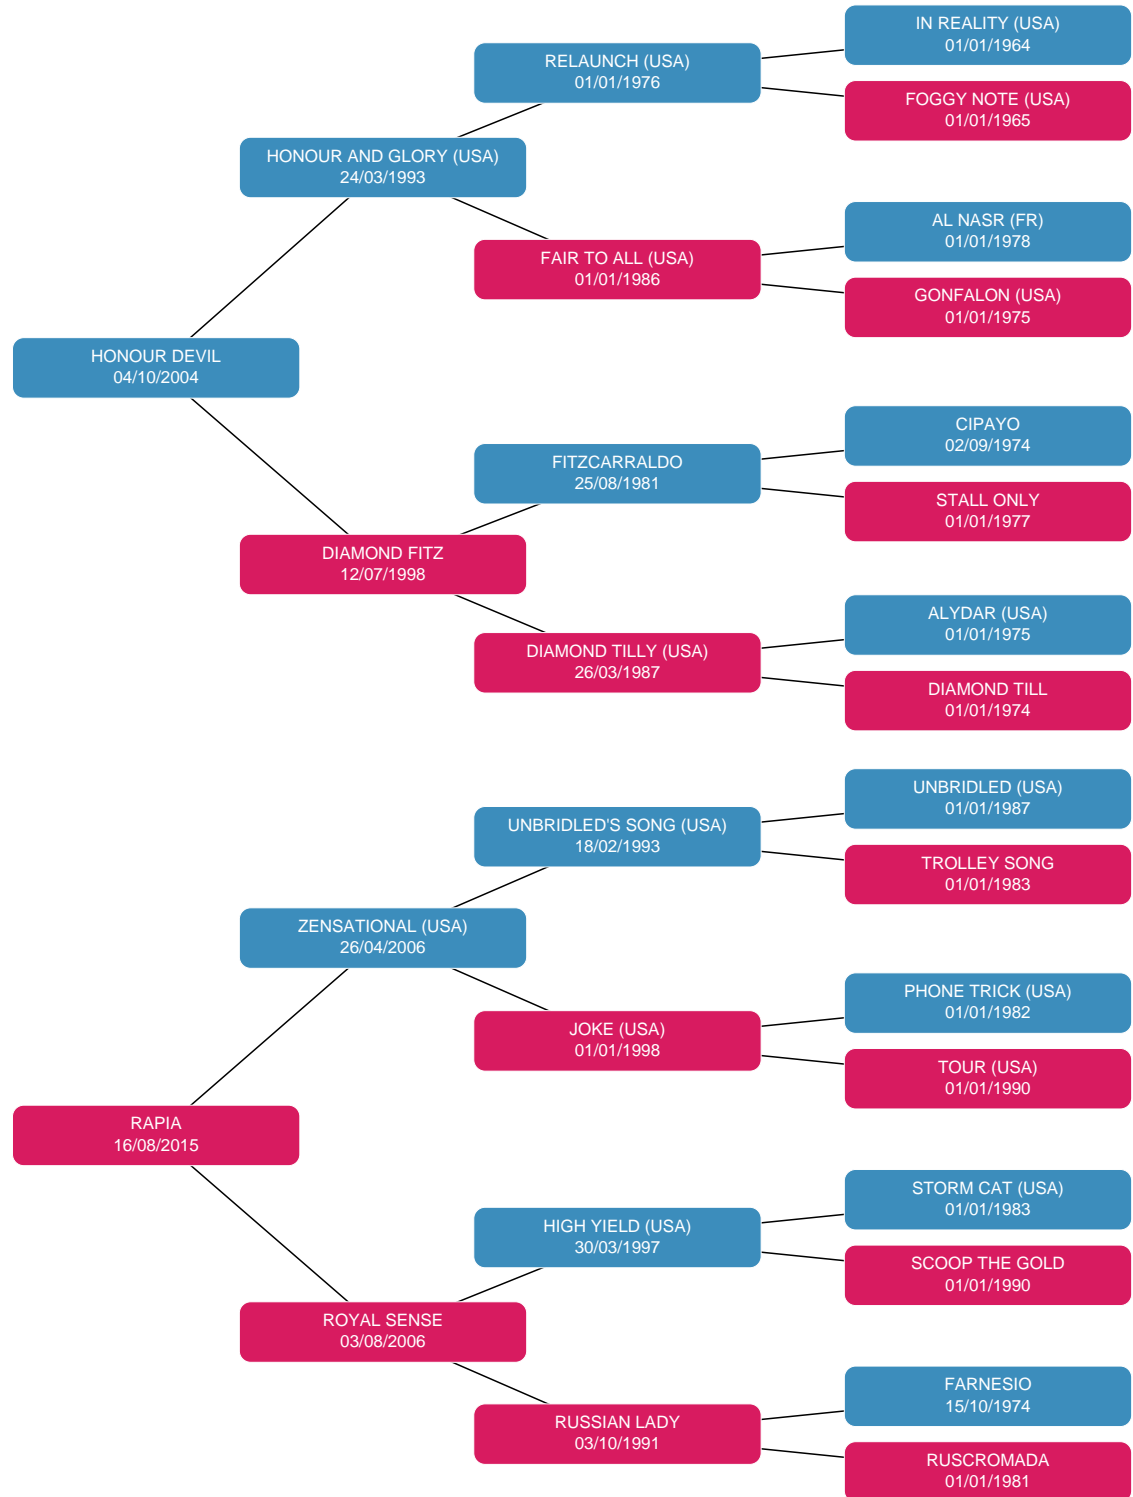 IN REALITY (USA)
01/01/1964
RELAUNCH (USA)
01/01/1976
FOGGY NOTE (USA)
01/01/1965
HONOUR AND GLORY (USA)
24/03/1993
AL NASR (FR)
01/01/1978
FAIR TO ALL (USA)
01/01/1986
GONFALON (USA)
01/01/1975
HONOUR DEVIL
04/10/2004
CIPAYO
02/09/1974
FITZCARRALDO
25/08/1981
STALL ONLY
01/01/1977
DIAMOND FITZ
12/07/1998
ALYDAR (USA)
01/01/1975
DIAMOND TILLY (USA)
26/03/1987
DIAMOND TILL
01/01/1974
UNBRIDLED (USA)
01/01/1987
UNBRIDLED'S SONG (USA)
18/02/1993
TROLLEY SONG
01/01/1983
ZENSATIONAL (USA)
26/04/2006
PHONE TRICK (USA)
01/01/1982
JOKE (USA)
01/01/1998
TOUR (USA)
01/01/1990
RAPIA
16/08/2015
STORM CAT (USA)
01/01/1983
HIGH YIELD (USA)
30/03/1997
SCOOP THE GOLD
01/01/1990
ROYAL SENSE
03/08/2006
FARNESIO
15/10/1974
RUSSIAN LADY
03/10/1991
RUSCROMADA
01/01/1981